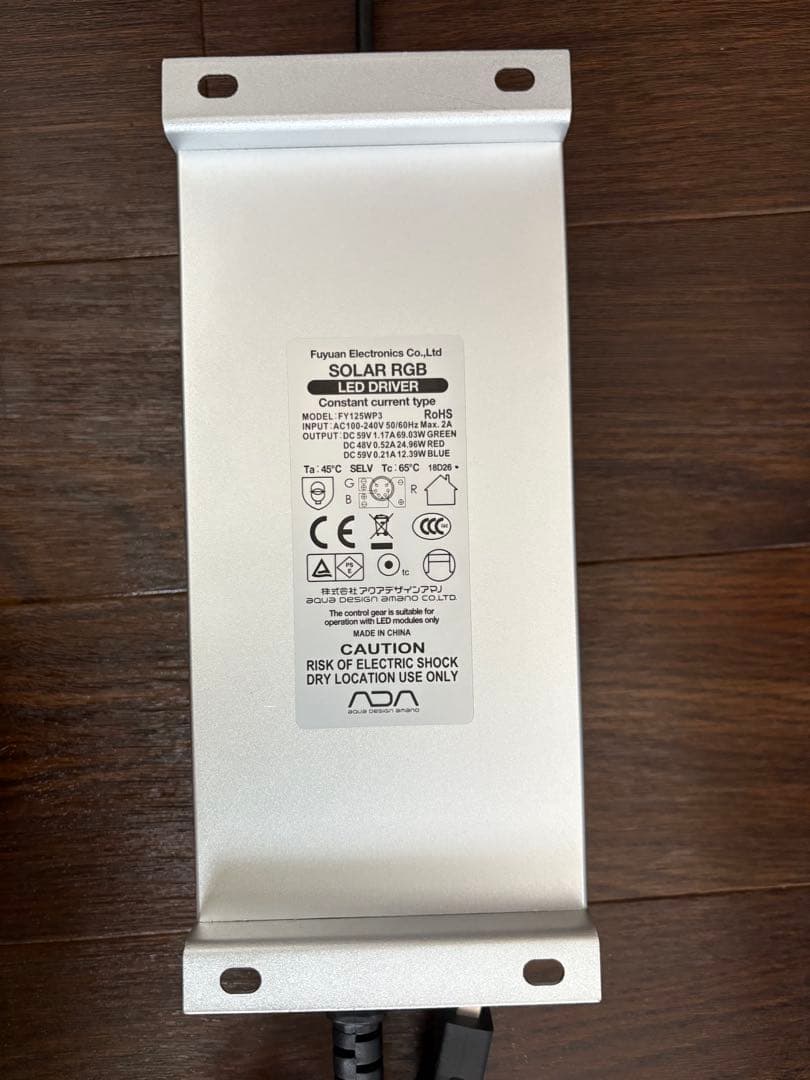 Fuyuan Electronics Co.,Ltd
SOLAR RGB
LED DRIVER
Constant current type
MODEL:FY125WP3 RoHS
INPUT:AC100-240V 50/60Hz Max. 2A
OUTPUT:DC 59V 1.17A 69.03W GREEN
DC 48V 0.52A 24.96W RED
DC 59V 0.21A 12.39W BLUE
Ta:45°C SELV Tc:65°C 18D26
G
B
R
CE
CCC
PS
E
tc
株式会社 アクアデザインアマノ
aqua Design amano CO.,LTD.
The control gear is suitable for
operation with LED modules only
MADE IN CHINA
CAUTION
RISK OF ELECTRIC SHOCK
DRY LOCATION USE ONLY
ADA
aqua Design amano